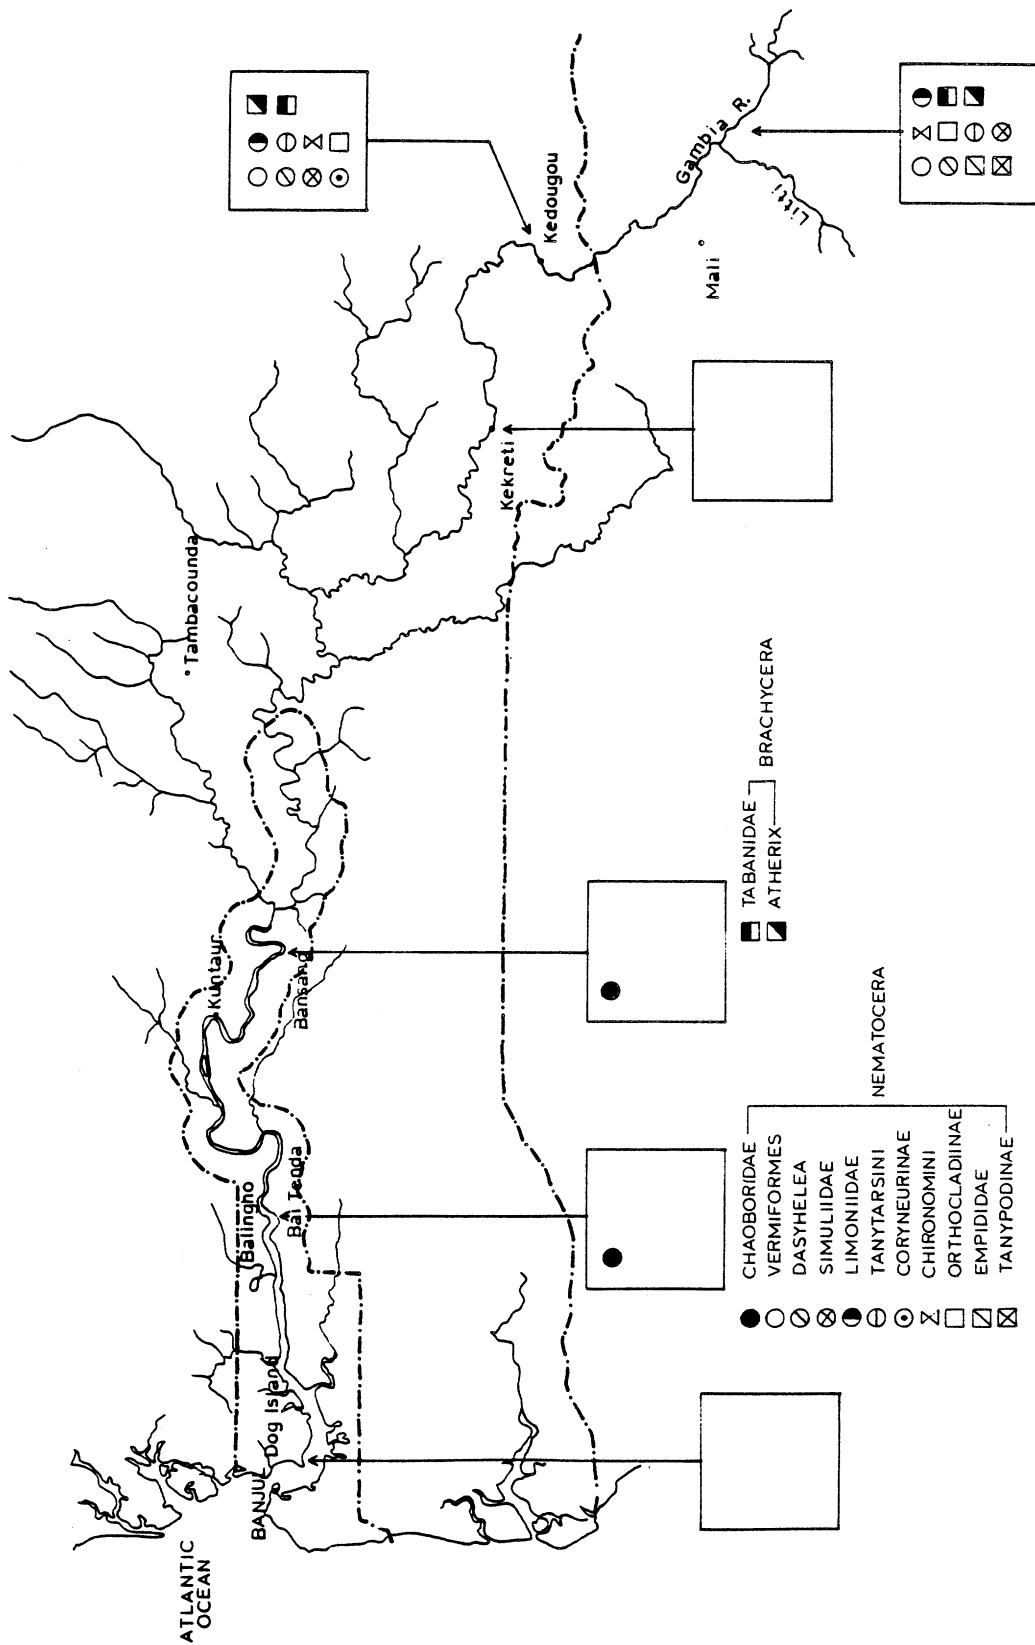 ATLANTIC
OCEAN
BANJUL
Dog Island
Balingho
Bai Tenda
Kuntaur
Bansang
Tambacounda
Kekreti
Kedougou
Mali
Gambia R.
Litti
CHAOBORIDAE
VERMIFORMES
DASYHELEA
SIMULIIDAE
LIMONIIDAE
TANYTARSINI
CORYNEURINAE
CHIRONOMINI
ORTHOCLADIINAE
EMPIDIDAE
TANYPODINAE
NEMATOCERA
TABANIDAE
ATHERIX
BRACHYCERA